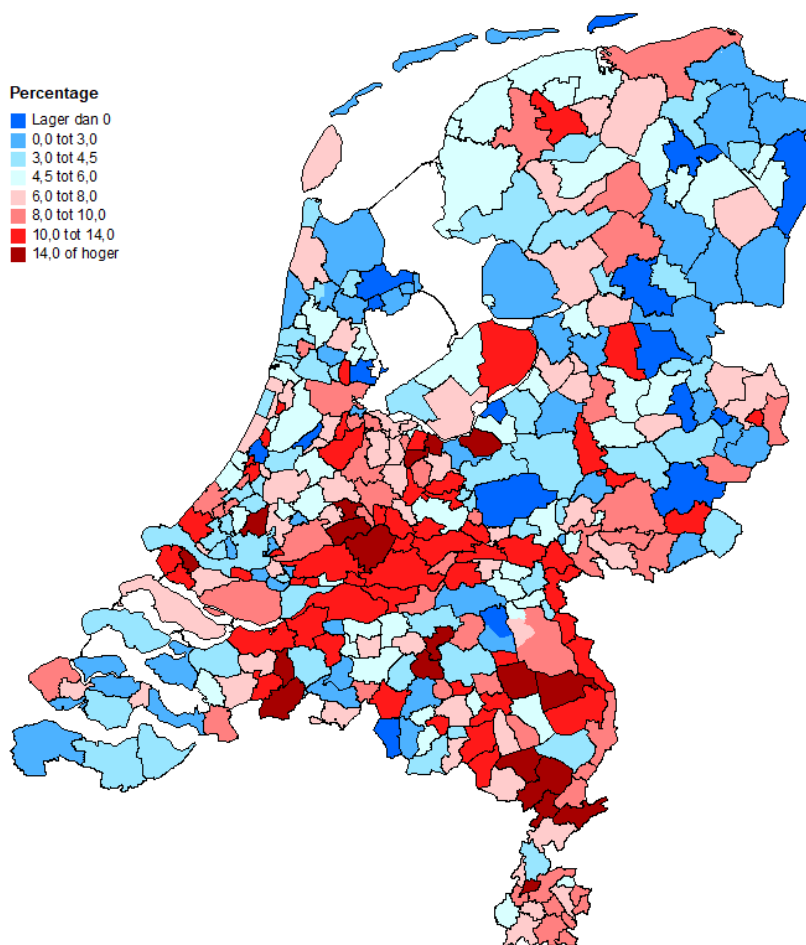 Percentage
Lager dan 0
0,0 tot 3,0
3,0 tot 4,5
4,5 tot 6,0
6,0 tot 8,0
8,0 tot 10,0
10,0 tot 14,0
14,0 of hoger